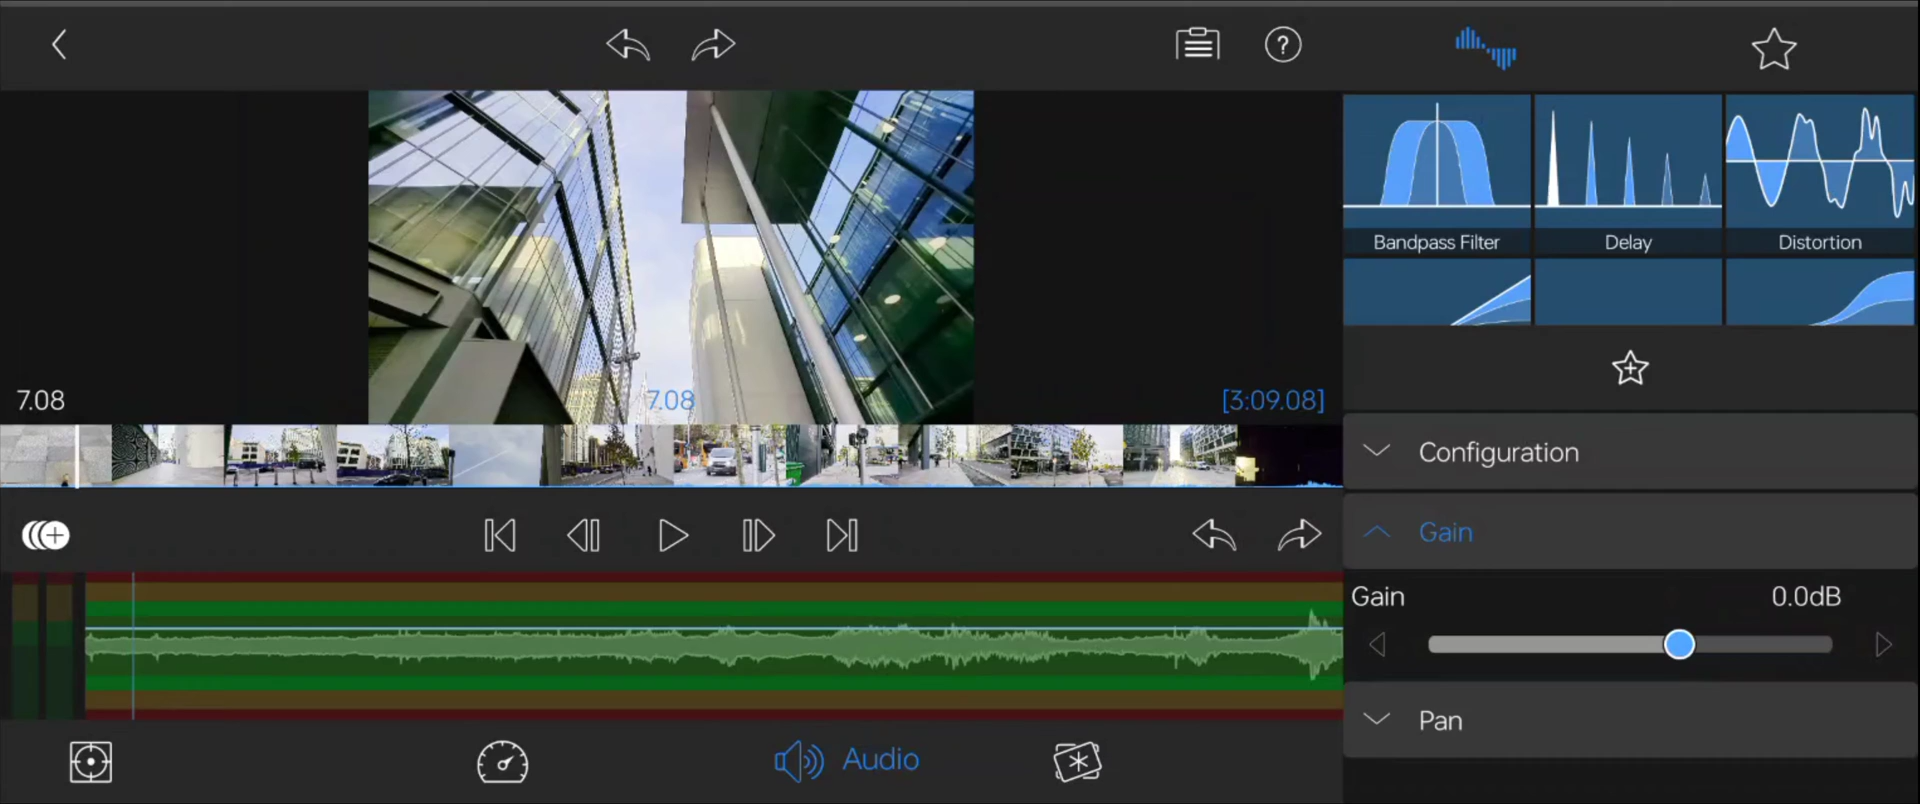 ?
Bandpass Filter
Delay
Distortion
7.08
7.08
[3:09.08]
Configuration
Gain
Gain
0.0dB
Pan
Audio